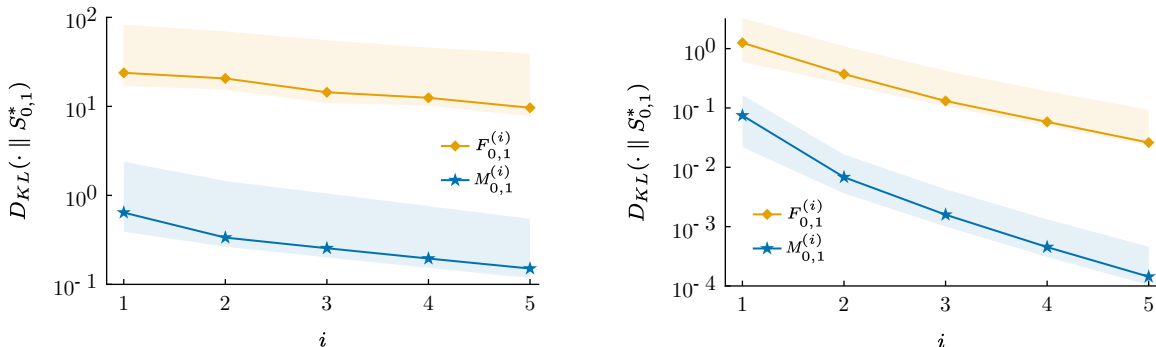 10^2
10^1
10^0
10^{-1}
D_{KL}(· ∥ S^*_{0,1})
F^{(i)}_{0,1}
M^{(i)}_{0,1}
1 2 3 4 5
i
10^0
10^{-1}
10^{-2}
10^{-3}
10^{-4}
D_{KL}(· ∥ S^*_{0,1})
F^{(i)}_{0,1}
M^{(i)}_{0,1}
1 2 3 4 5
i